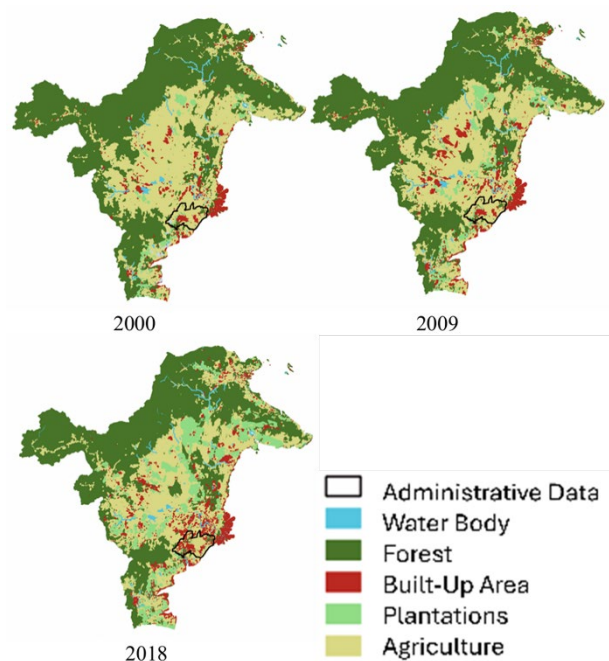 2000
2009
2018
Administrative Data
Water Body
Forest
Built-Up Area
Plantations
Agriculture